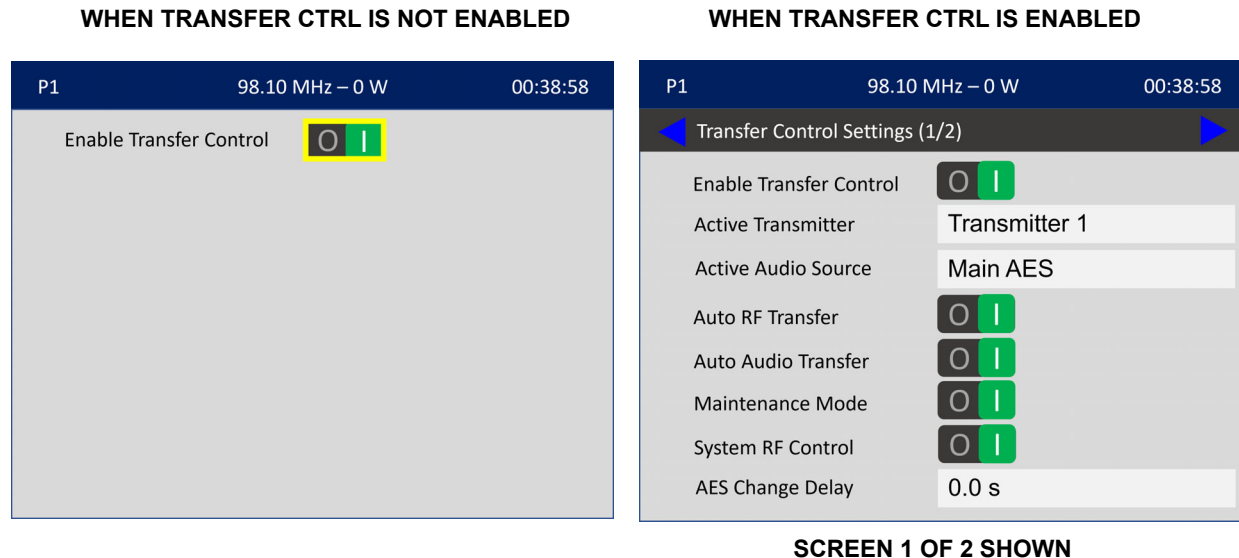 WHEN TRANSFER CTRL IS NOT ENABLED
P1 98.10 MHz – 0 W 00:38:58
Enable Transfer Control O I
WHEN TRANSFER CTRL IS ENABLED
P1 98.10 MHz – 0 W 00:38:58
Transfer Control Settings (1/2)
Enable Transfer Control O I
Active Transmitter Transmitter 1
Active Audio Source Main AES
Auto RF Transfer O I
Auto Audio Transfer O I
Maintenance Mode O I
System RF Control O I
AES Change Delay 0.0 s
SCREEN 1 OF 2 SHOWN